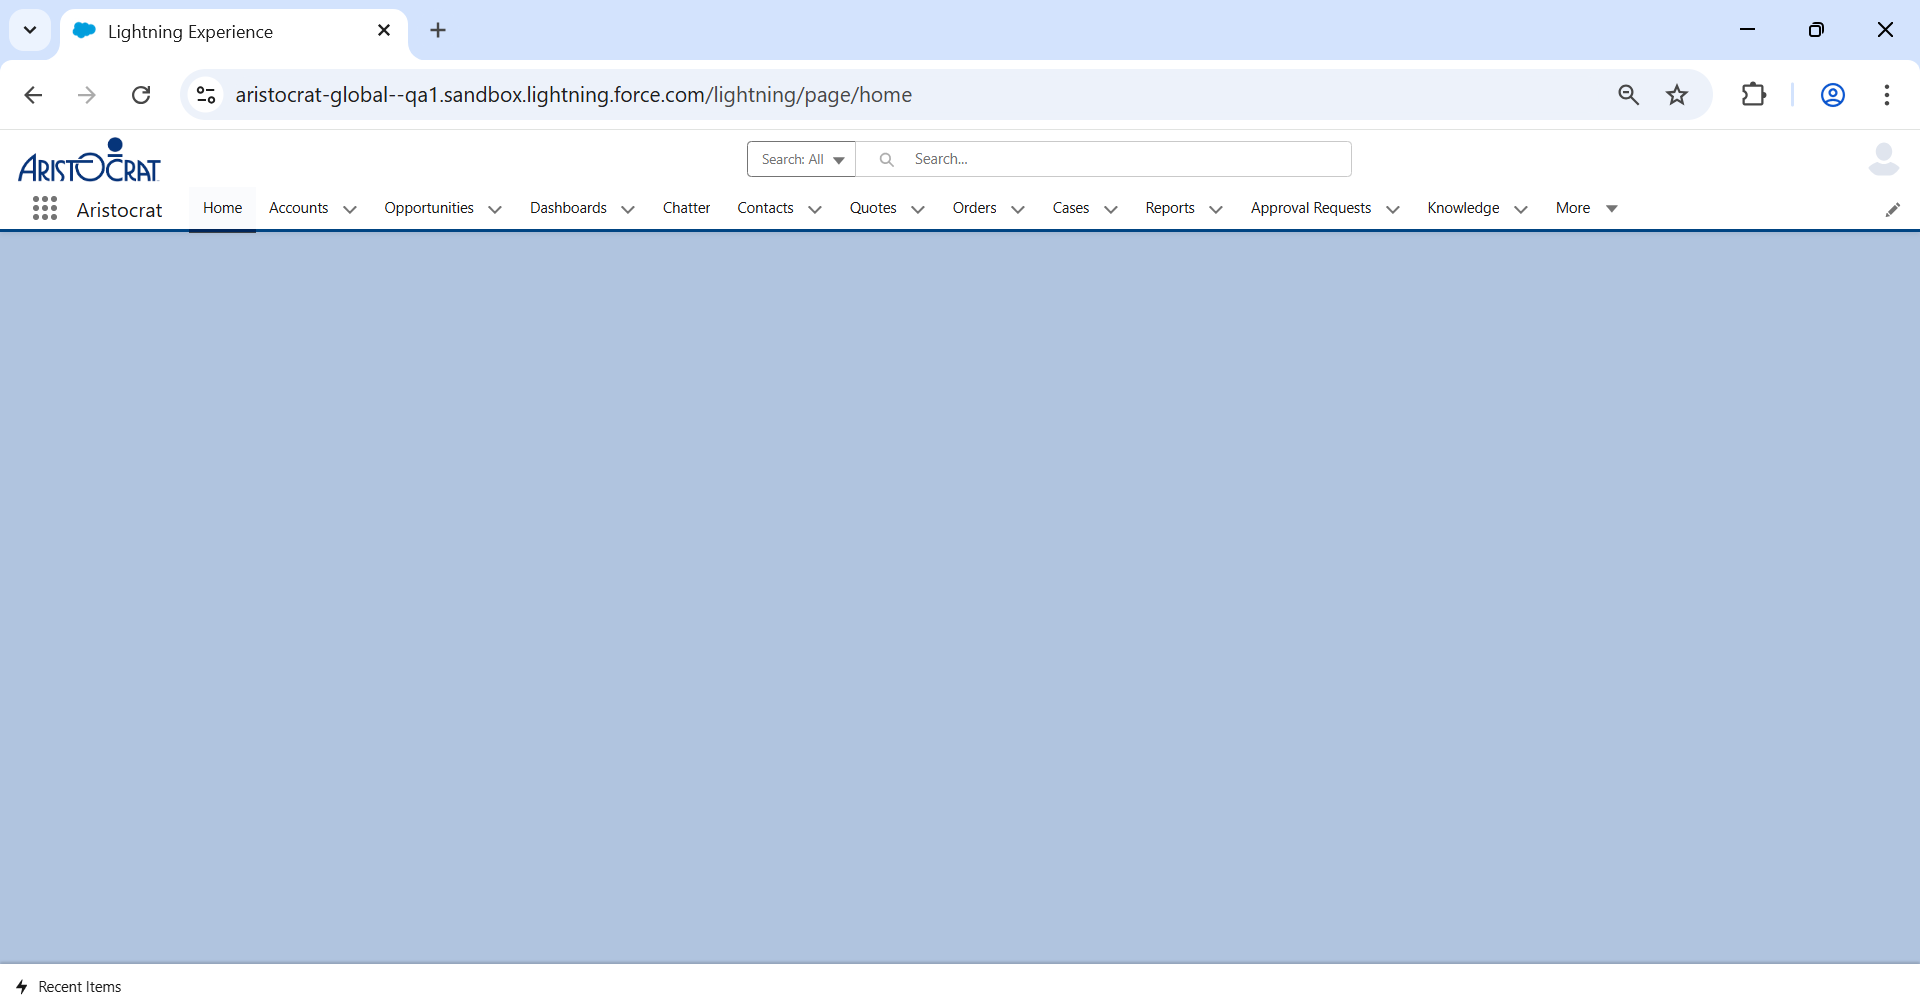 Lightning Experience
aristocrat-global--qa1.sandbox.lightning.force.com/lightning/page/home
ARISTOCRAT
Search: All
Search...
Aristocrat
Home
Accounts
Opportunities
Dashboards
Chatter
Contacts
Quotes
Orders
Cases
Reports
Approval Requests
Knowledge
More
Recent Items